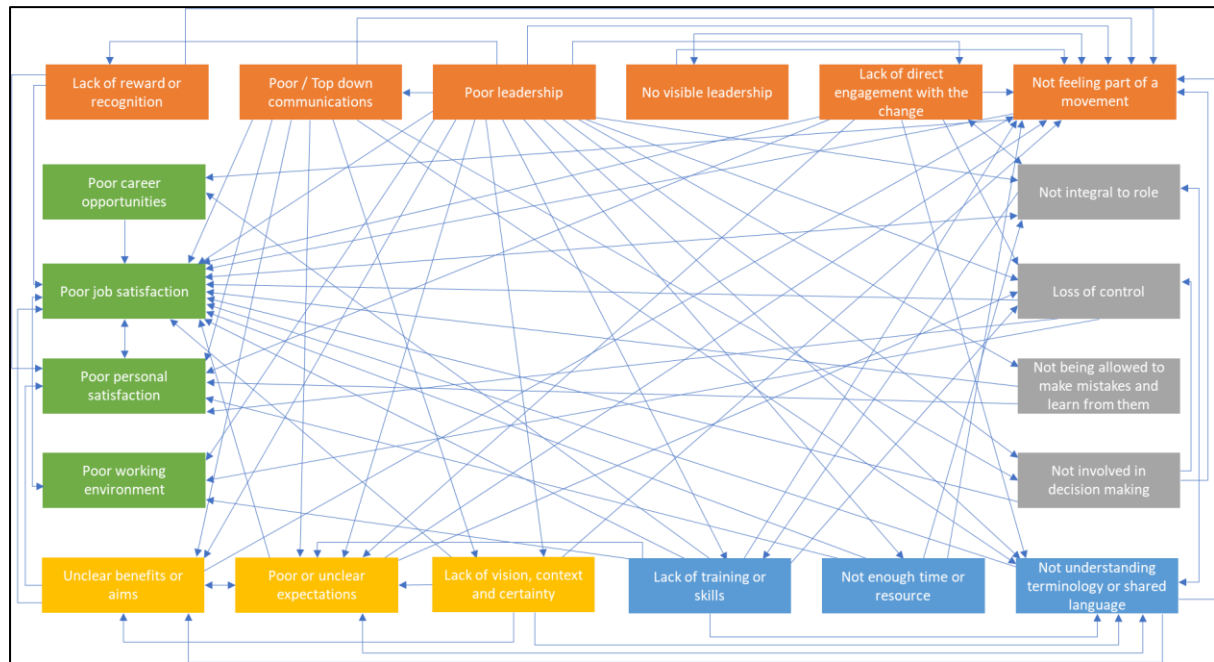 Lack of reward or
recognition
Poor / Top down
communications
Poor leadership
No visible leadership
Lack of direct
engagement with the
change
Not feeling part of a
movement
Poor career
opportunities
Not integral to role
Poor job satisfaction
Loss of control
Poor personal
satisfaction
Not being allowed to
make mistakes and
learn from them
Poor working
environment
Not involved in
decision making
Unclear benefits or
aims
Poor or unclear
expectations
Lack of vision, context
and certainty
Lack of training or
skills
Not enough time or
resource
Not understanding
terminology or shared
language